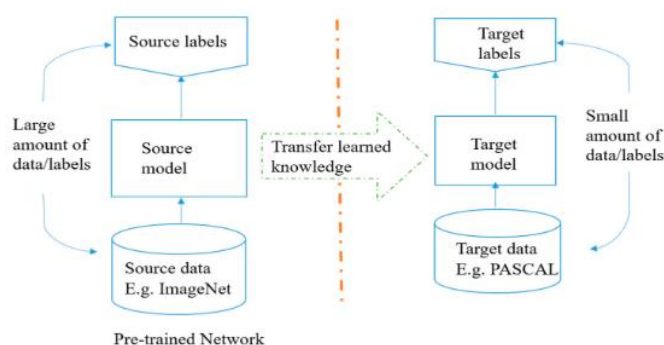 Source labels
Large
amount of
data/labels
Source
model
Source data
E.g. ImageNet
Pre-trained Network
Transfer learned
knowledge
Target
labels
Target
model
Target data
E.g. PASCAL
Small
amount of
data/labels